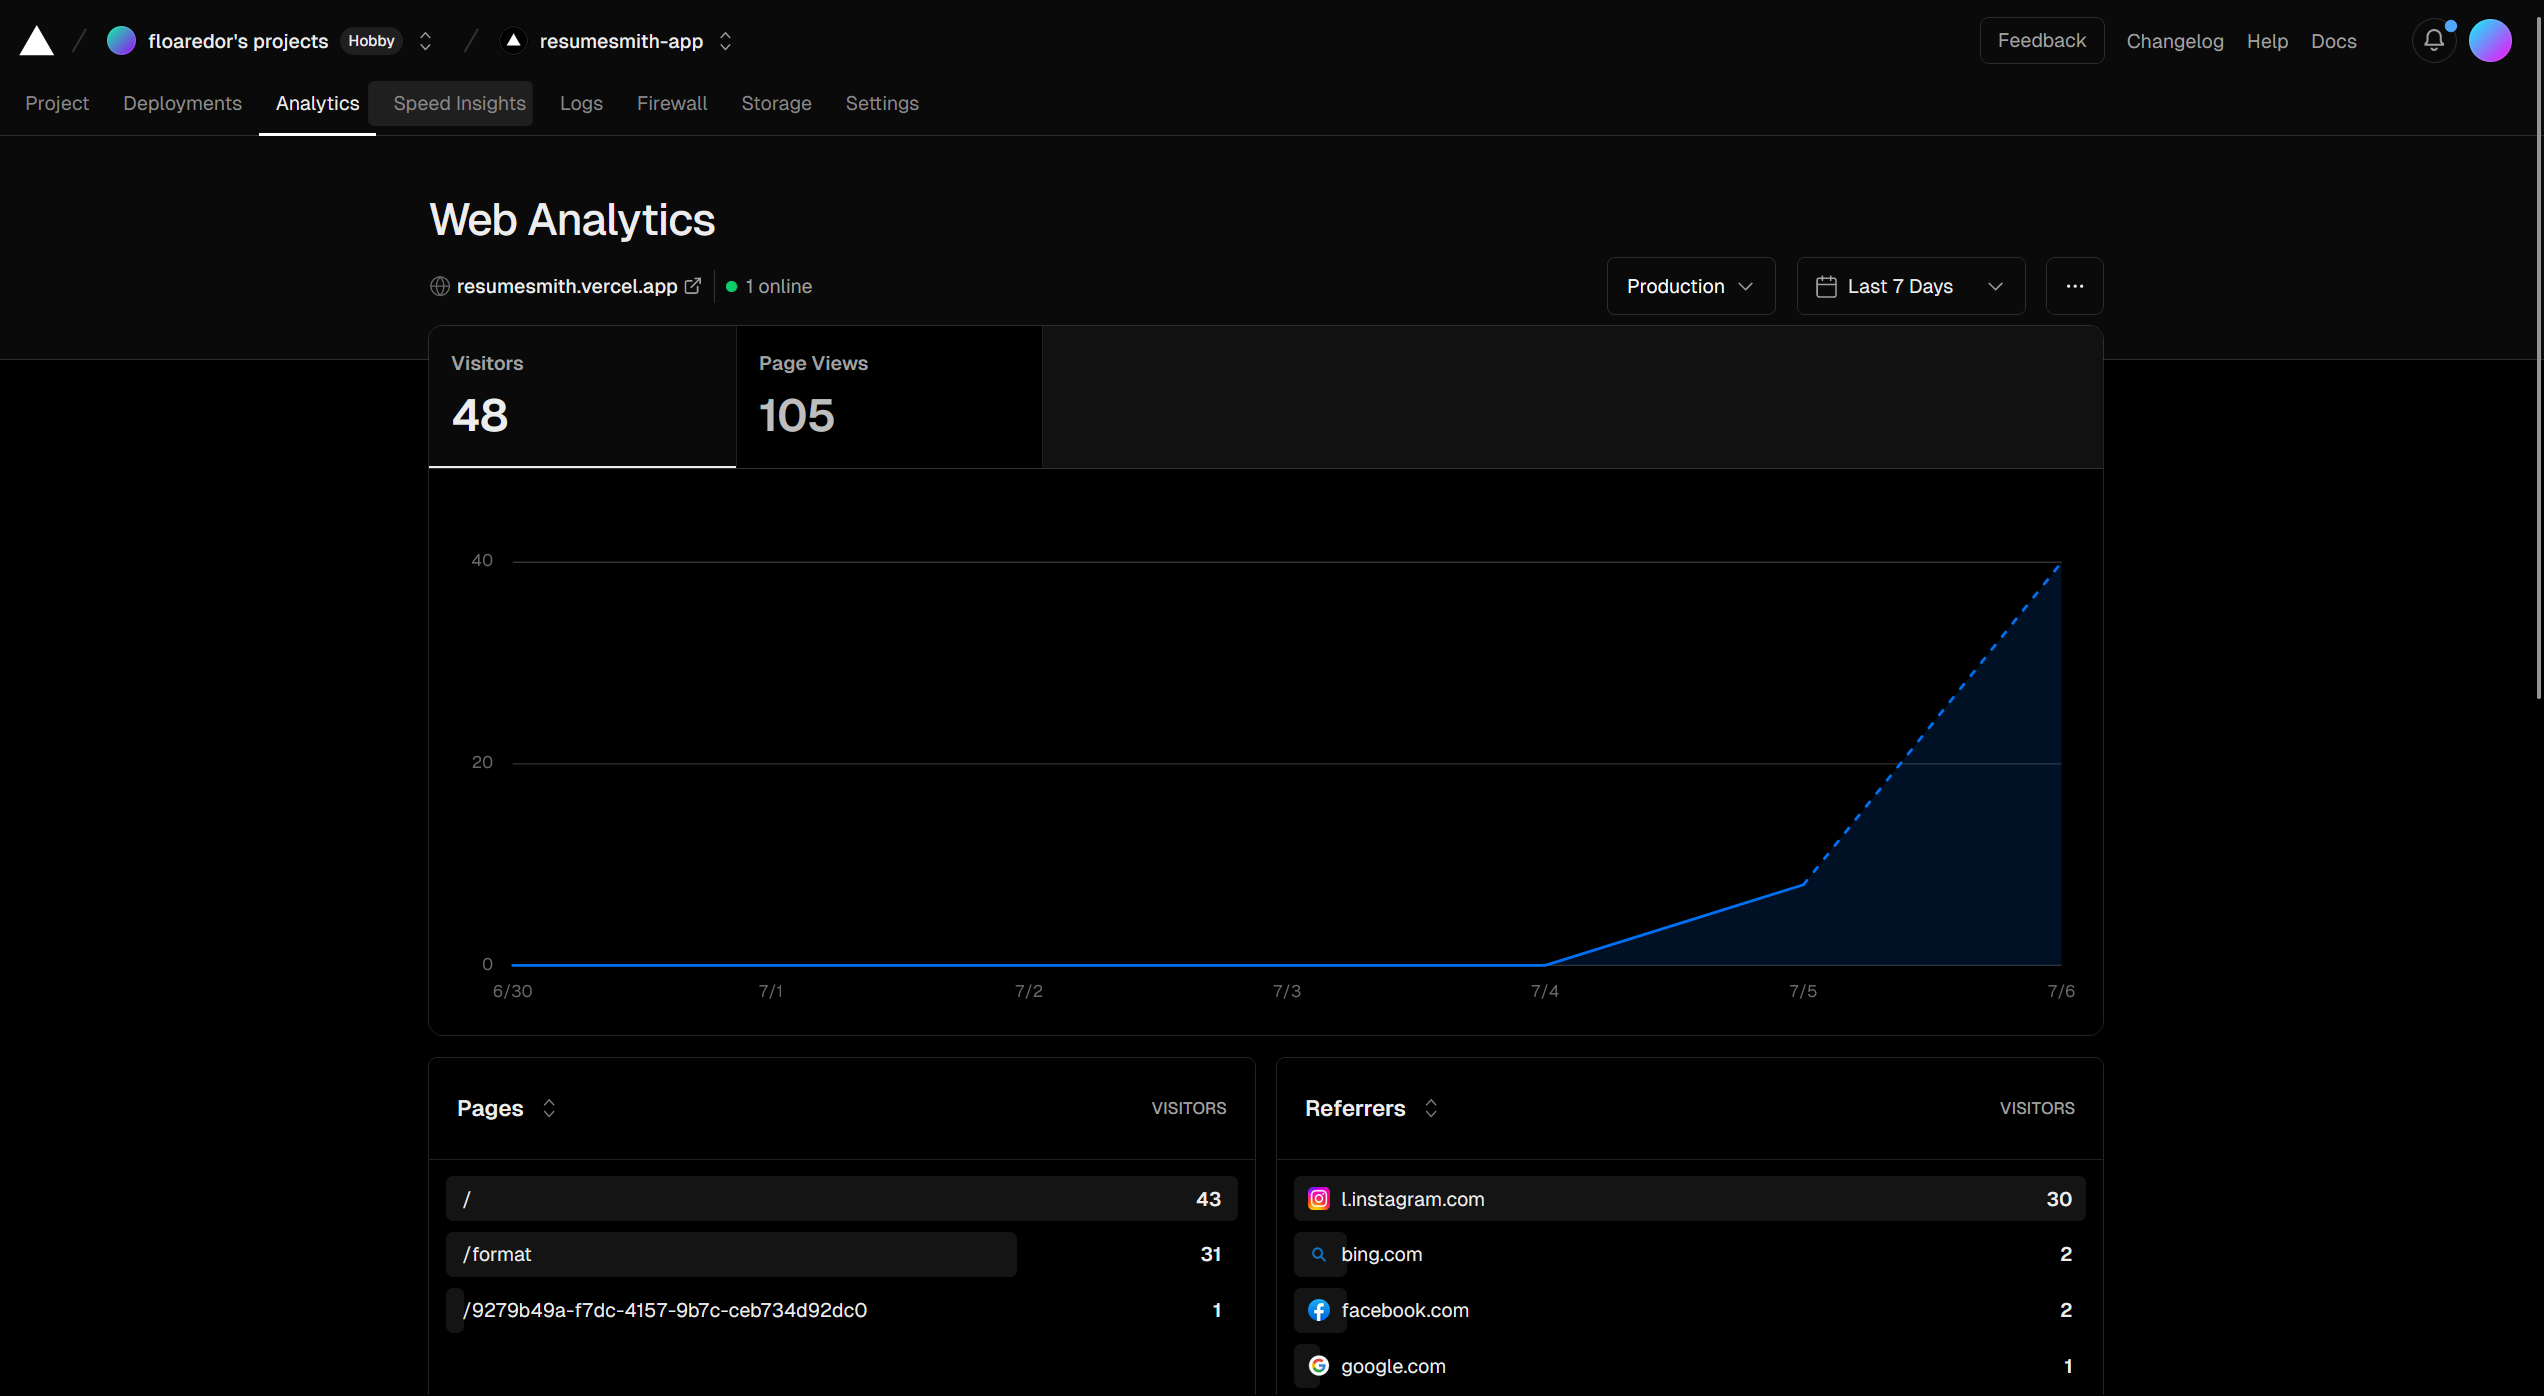 floaredor's projects Hobby resumesmith-app Feedback Changelog Help Docs
Project Deployments Analytics Speed Insights Logs Firewall Storage Settings
Web Analytics
resumesmith.vercel.app 1 online Production Last 7 Days
Visitors Page Views
48 105
40
20
0
6/30 7/1 7/2 7/3 7/4 7/5 7/6
Pages VISITORS
/ 43
/format 31
/9279b49a-f7dc-4157-9b7c-ceb734d92dc0 1
Referrers VISITORS
l.instagram.com 30
bing.com 2
facebook.com 2
google.com 1